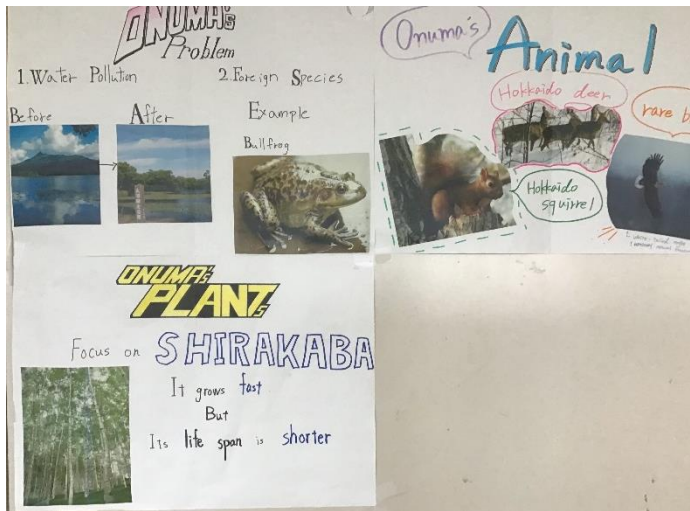 ONUMA's
Problem
1. Water Pollution
2. Foreign Species
Before
After
Example
Bullfrog
Onuma's
Animal
Hokkaido deer
rare b
Hokkaido
squirrel
ONUMA's
PLANTs
Focus on SHIRAKABA
It grows fast
But
Its life span is shorter